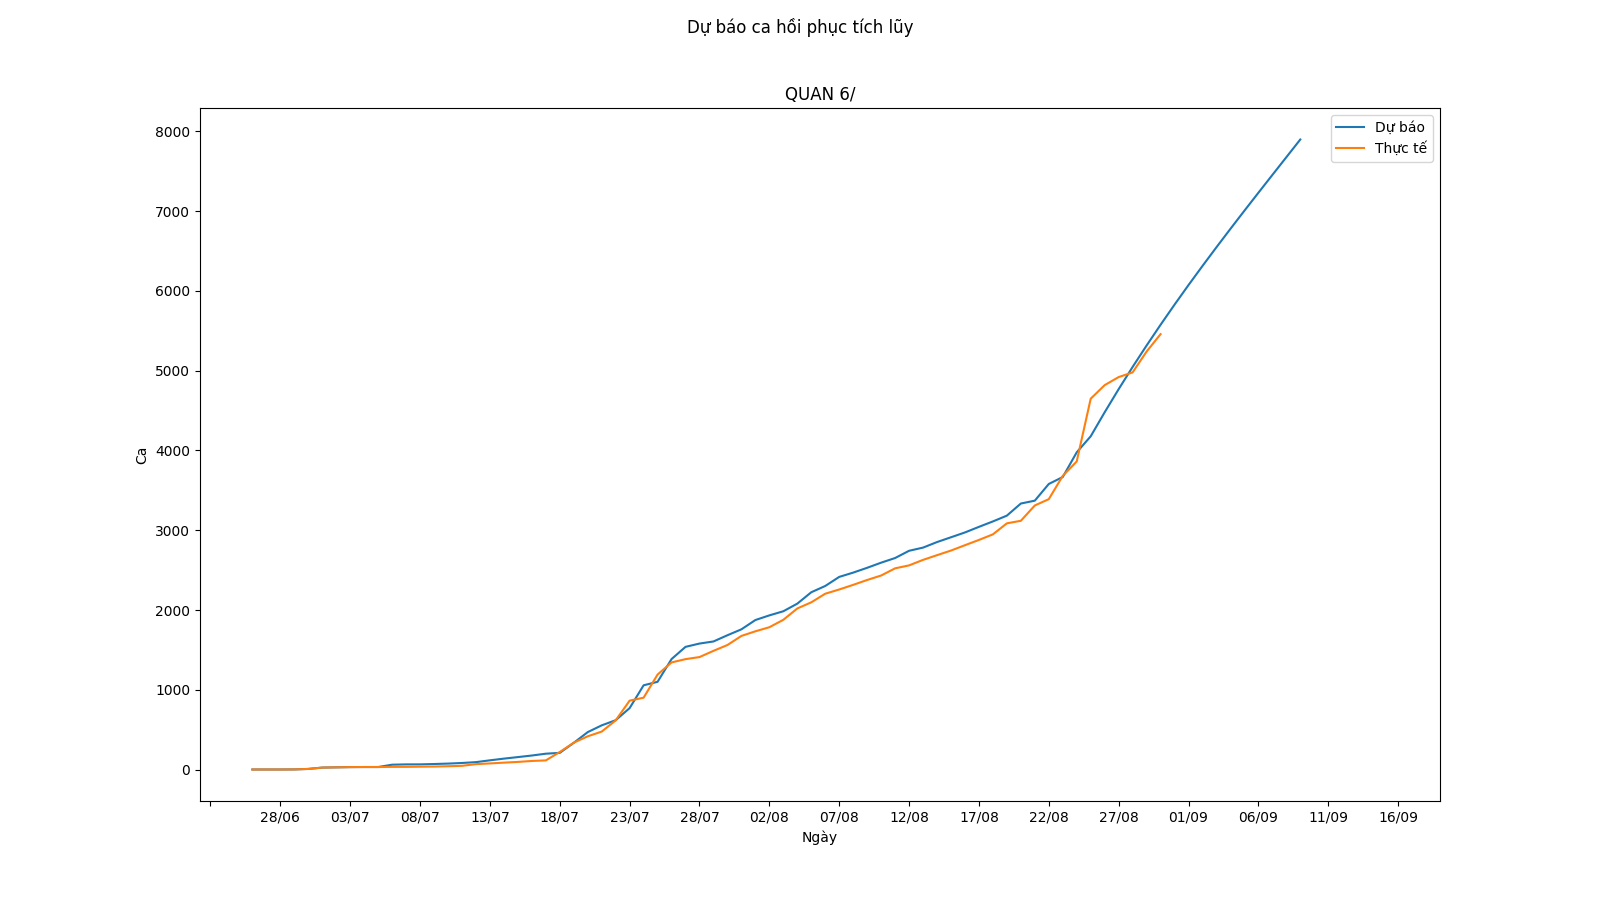 Dự báo ca hồi phục tích lũy
QUAN 6/
Dự báo
Thực tế
8000
7000
6000
5000
4000
3000
2000
1000
0
Ca
28/06 03/07 08/07 13/07 18/07 23/07 28/07 02/08 07/08 12/08 17/08 22/08 27/08 01/09 06/09 11/09 16/09
Ngày